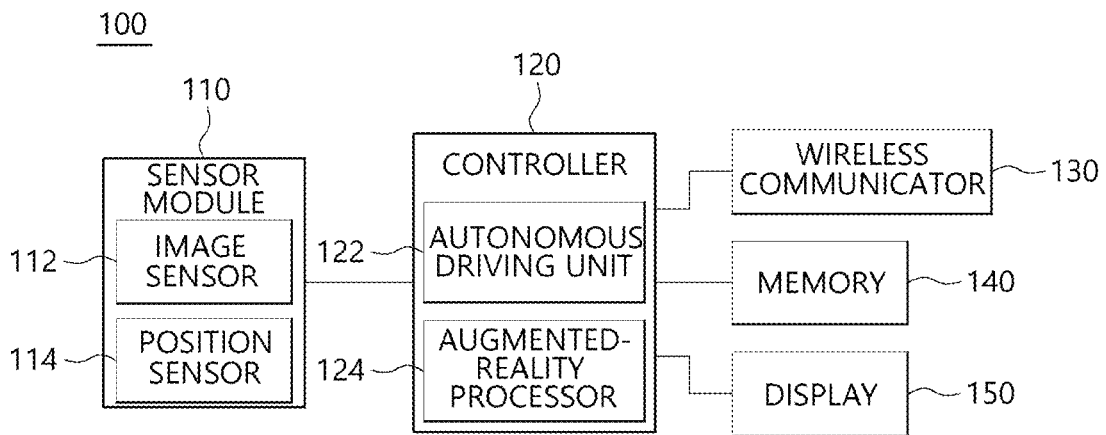 100
110
SENSOR
MODULE
112
IMAGE
SENSOR
114
POSITION
SENSOR
120
CONTROLLER
122
AUTONOMOUS
DRIVING UNIT
124
AUGMENTED-
REALITY
PROCESSOR
WIRELESS
COMMUNICATOR
130
MEMORY
140
DISPLAY
150